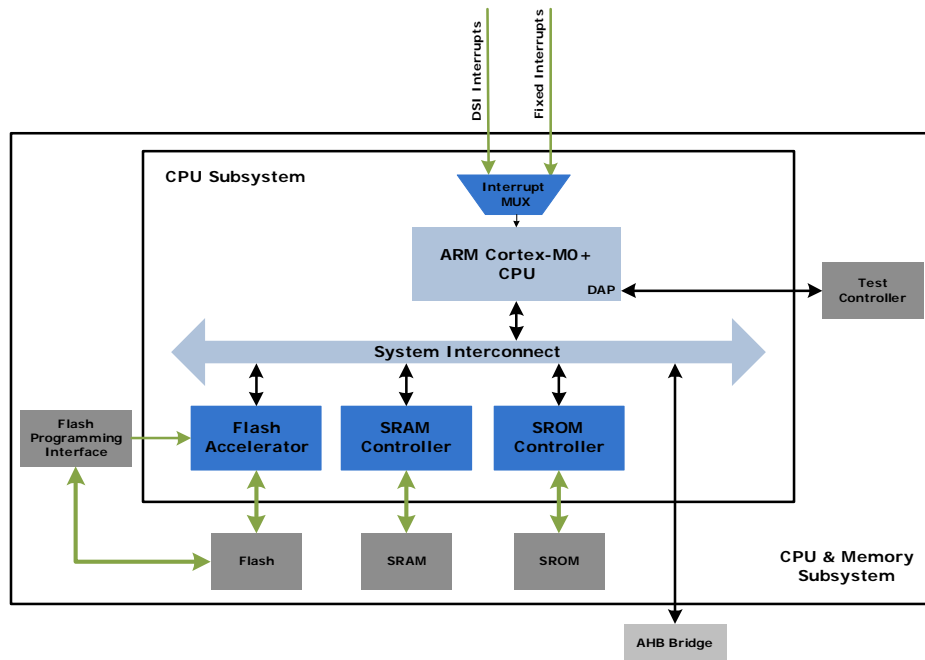 DSI Interrupts
Fixed Interrupts
CPU Subsystem
Interrupt
MUX
ARM Cortex-M0+
CPU
DAP
Test
Controller
System Interconnect
Flash
Programming
Interface
Flash
Accelerator
SRAM
Controller
SROM
Controller
Flash
SRAM
SROM
CPU & Memory
Subsystem
AHB Bridge